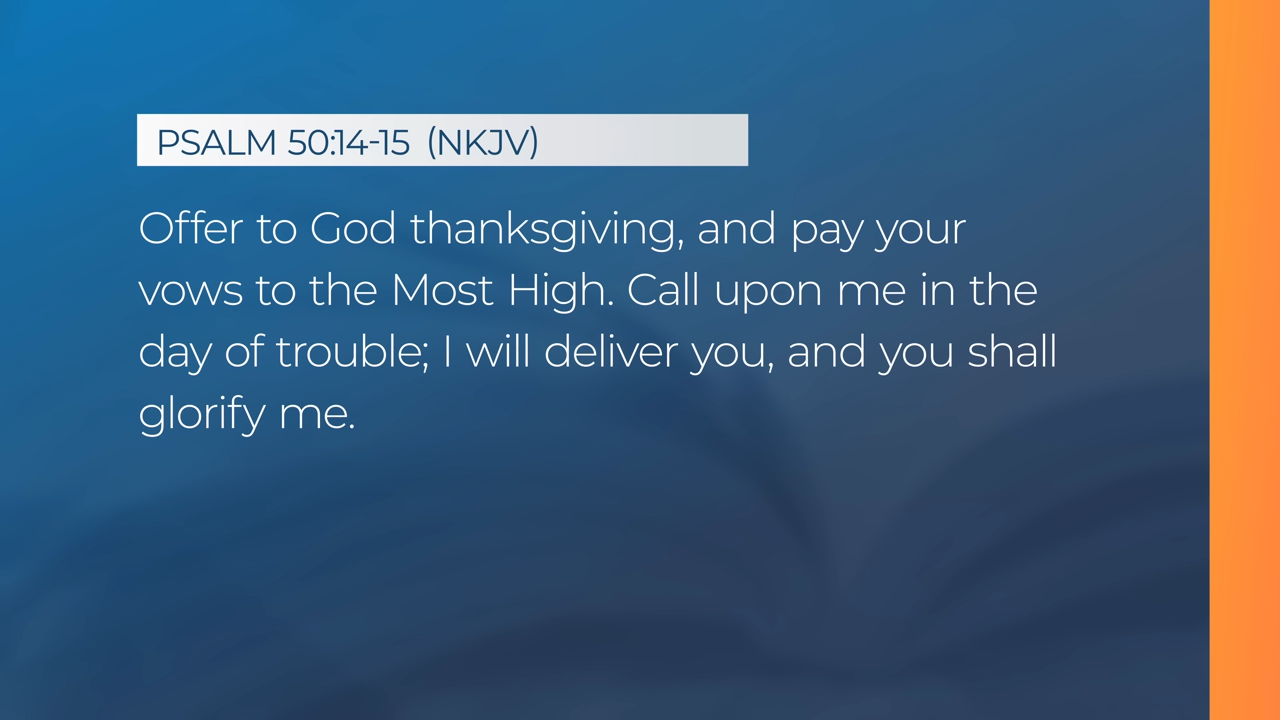 PSALM 50:14-15 (NKJV)
Offer to God thanksgiving, and pay your
vows to the Most High. Call upon me in the
day of trouble; I will deliver you, and you shall
glorify me.